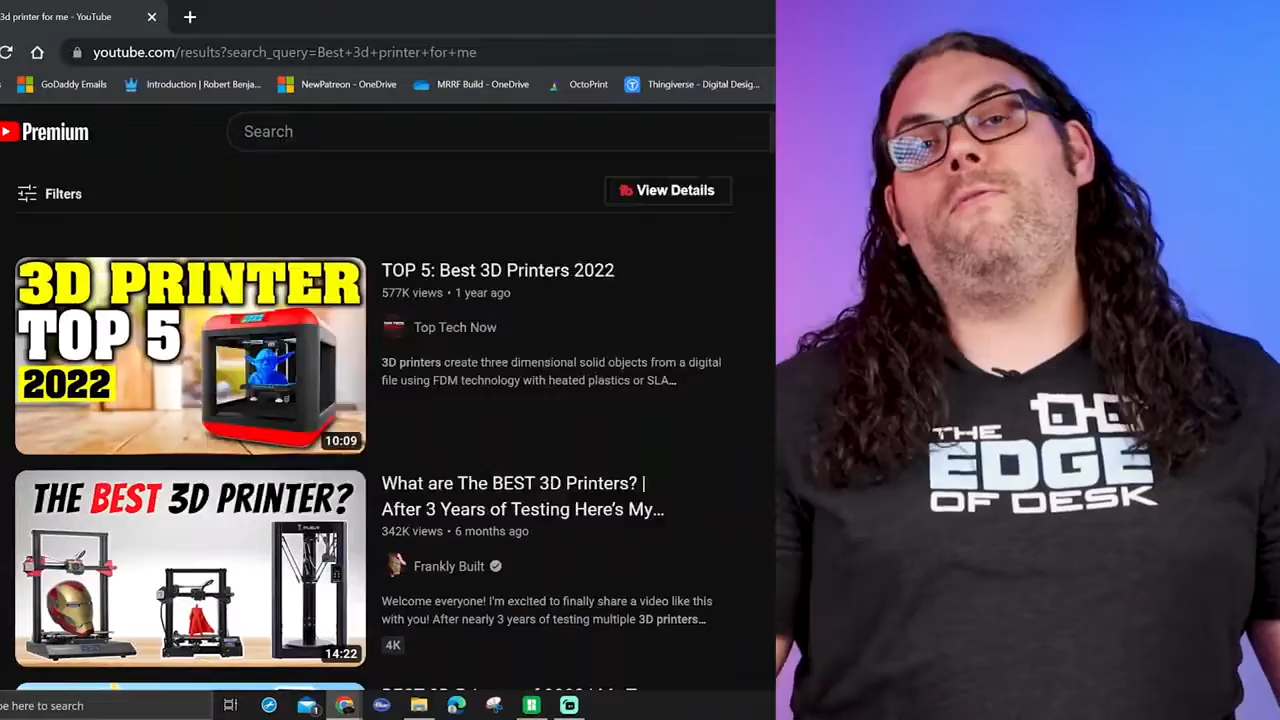 3d printer for me - YouTube
youtube.com/results?search_query=Best+3d+printer+for+me
GoDaddy Emails
Introduction | Robert Benja...
NewPatreon - OneDrive
MRRF Build - OneDrive
OctoPrint
Thingiverse - Digital Desig...
Premium
Search
Filters
View Details
3D PRINTER
TOP 5
2022
10:09
TOP 5: Best 3D Printers 2022
577K views • 1 year ago
Top Tech Now
3D printers create three dimensional solid objects from a digital
file using FDM technology with heated plastics or SLA...
THE BEST 3D PRINTER?
14:22
What are The BEST 3D Printers? |
After 3 Years of Testing Here's My...
342K views • 6 months ago
Frankly Built
Welcome everyone! I'm excited to finally share a video like this
with you! After nearly 3 years of testing multiple 3D printers...
4K
pe here to search
THE
EDGE
OF DESK